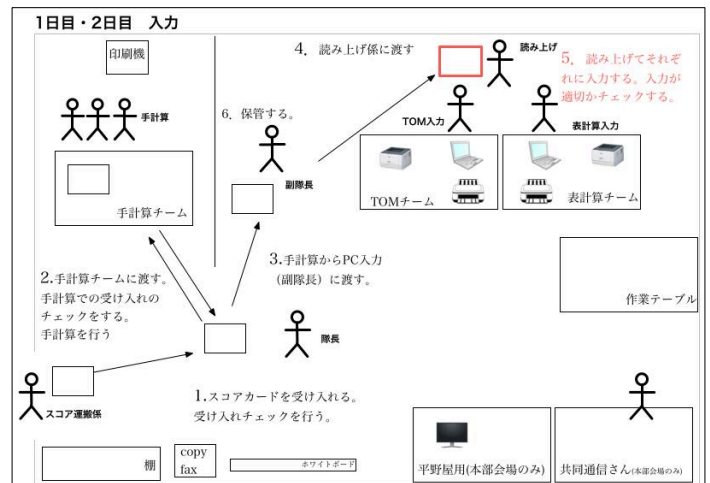 1日目・2日目　入力
印刷機
4．読み上げ係に渡す
読み上げ
5．読み上げてそれぞ
れに入力する。入力が
適切かチェックする。
手計算
6．保管する。
TOM入力
表計算入力
副隊長
手計算チーム
TOMチーム
表計算チーム
2.手計算チームに渡す。
手計算での受け入れの
チェックをする。
手計算を行う
3.手計算からPC入力
（副隊長）に渡す。
作業テーブル
隊長
スコア運搬係
1.スコアカードを受け入れる。
受け入れチェックを行う。
棚
copy
fax
ホワイトボード
平野屋用(本部会場のみ)
共同通信さん(本部会場のみ)